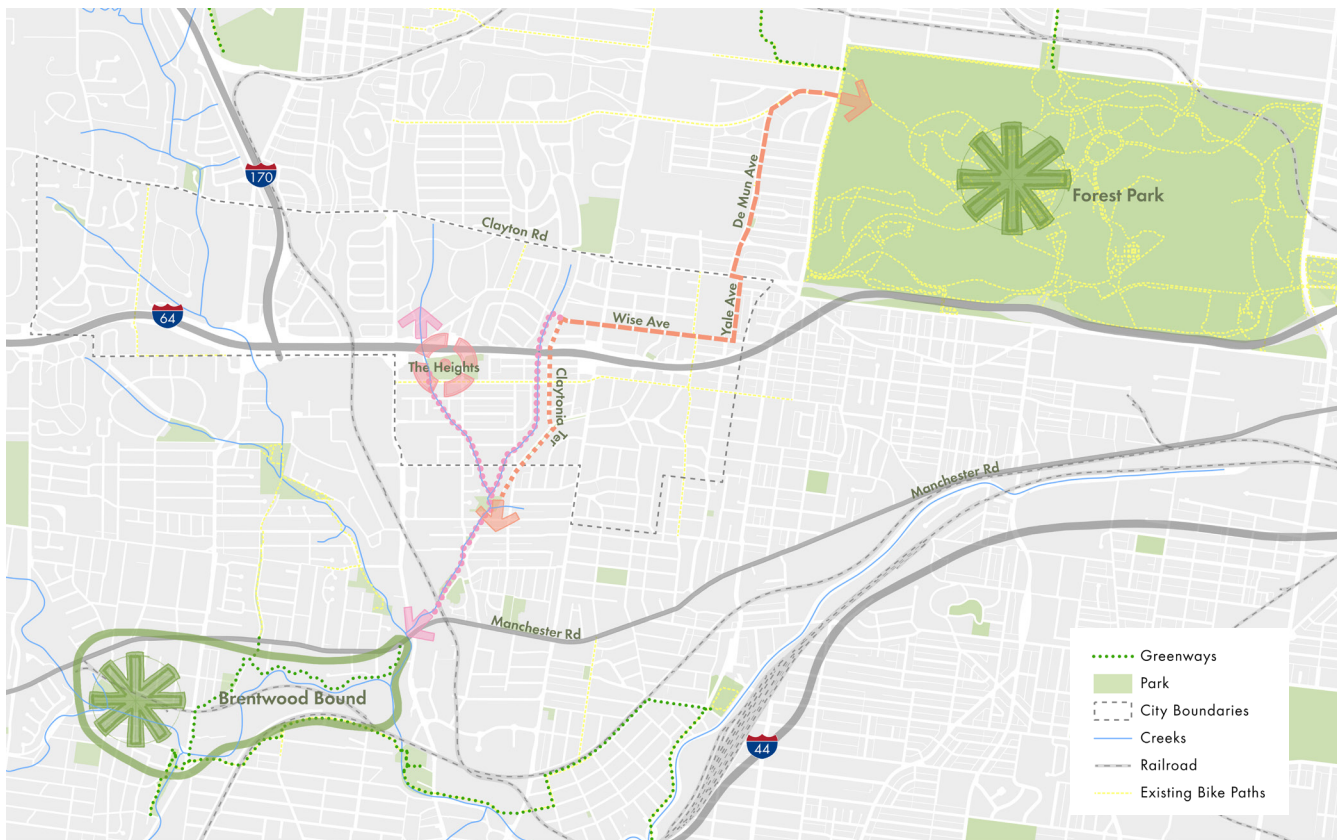 170
Clayton Rd
De Mun Ave
Forest Park
64
Wise Ave
Yale Ave
The Heights
Claytonia Ter
Manchester Rd
Manchester Rd
Brentwood Bound
44
Greenways
Park
City Boundaries
Creeks
Railroad
Existing Bike Paths